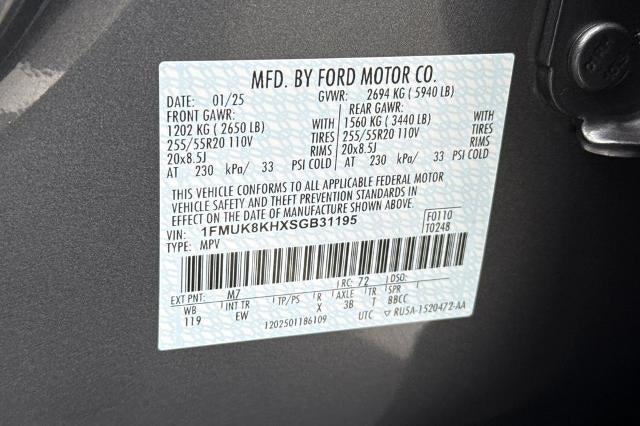 MFD. BY FORD MOTOR CO.
DATE: 01/25 GVWR: 2694 KG ( 5940 LB)
FRONT GAWR: REAR GAWR:
1202 KG ( 2650 LB) WITH 1560 KG ( 3440 LB) WITH
255/55R20 110V TIRES 255/55R20 110V TIRES
20x8.5J RIMS 20x8.5J RIMS
AT 230 kPa/ 33 PSI COLD AT 230 kPa/ 33 PSI COLD
THIS VEHICLE CONFORMS TO ALL APPLICABLE FEDERAL MOTOR
VEHICLE SAFETY AND THEFT PREVENTION STANDARDS IN
EFFECT ON THE DATE OF MANUFACTURE SHOWN ABOVE.
VIN: 1FMUK8KHXSGB31195 F0110
TYPE: MPV T0248
EXT PNT: M7 RC: 72 DSO:
WB INT TR TP/PS R AXLE TR SPR
119 EW X 3B T BBCC
1202501186109 UTC ▽ RU5A-1520472-AA